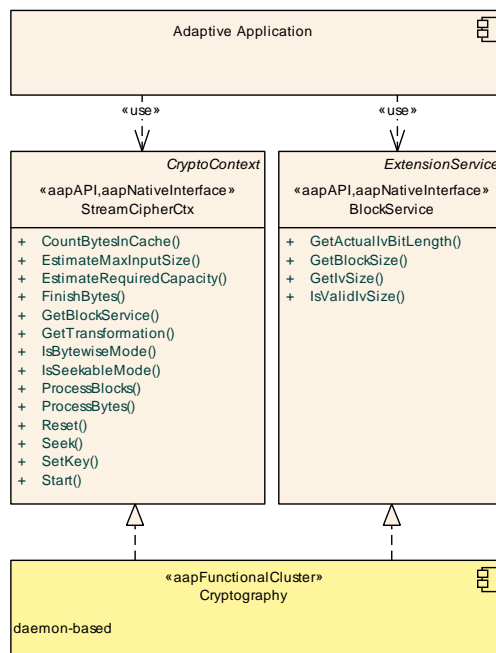 Adaptive Application
«use» «use»
CryptoContext
«aapAPI,aapNativeInterface»
StreamCipherCtx
+ CountBytesInCache()
+ EstimateMaxInputSize()
+ EstimateRequiredCapacity()
+ FinishBytes()
+ GetBlockService()
+ GetTransformation()
+ IsBytewiseMode()
+ IsSeekableMode()
+ ProcessBlocks()
+ ProcessBytes()
+ Reset()
+ Seek()
+ SetKey()
+ Start()
ExtensionService
«aapAPI,aapNativeInterface»
BlockService
+ GetActualIvBitLength()
+ GetBlockSize()
+ GetIvSize()
+ IsValidIvSize()
«aapFunctionalCluster»
Cryptography
daemon-based